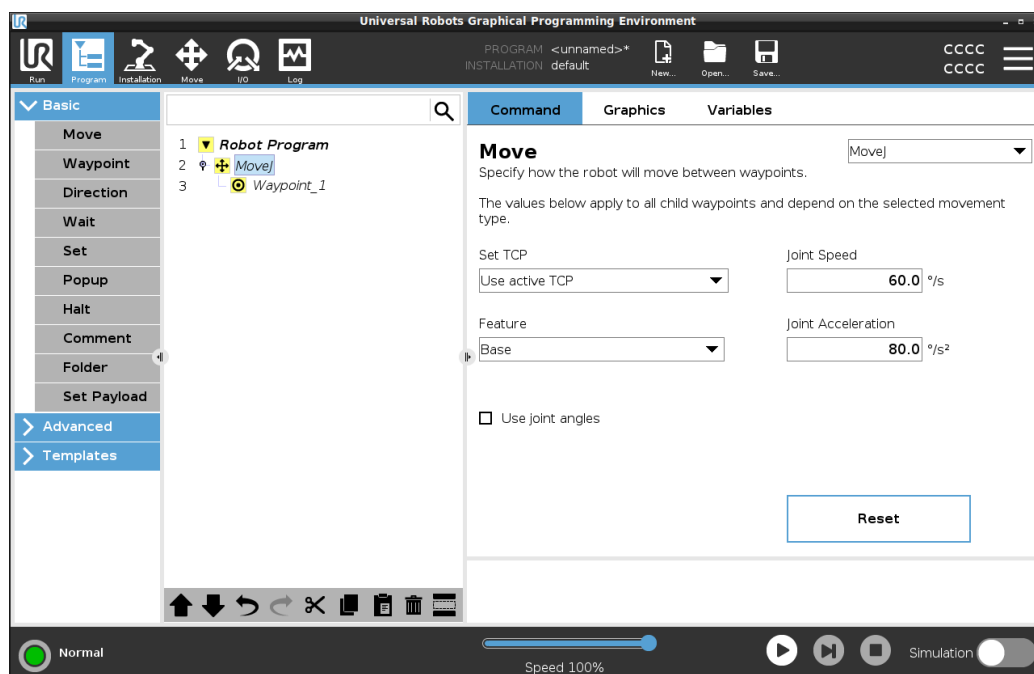 UR
Universal Robots Graphical Programming Environment
Run
Program
Installation
Move
I/O
Log
PROGRAM <unnamed>*
INSTALLATION default
New...
Open...
Save...
CCCC
CCCC
Basic
Move
Waypoint
Direction
Wait
Set
Popup
Halt
Comment
Folder
Set Payload
Advanced
Templates
1 Robot Program
2 MoveJ
3 Waypoint_1
Command Graphics Variables
Move
MoveJ
Specify how the robot will move between waypoints.
The values below apply to all child waypoints and depend on the selected movement
type.
Set TCP
Joint Speed
Use active TCP
60.0 °/s
Feature
Joint Acceleration
Base
80.0 °/s²
Use joint angles
Reset
Normal
Speed 100%
Simulation